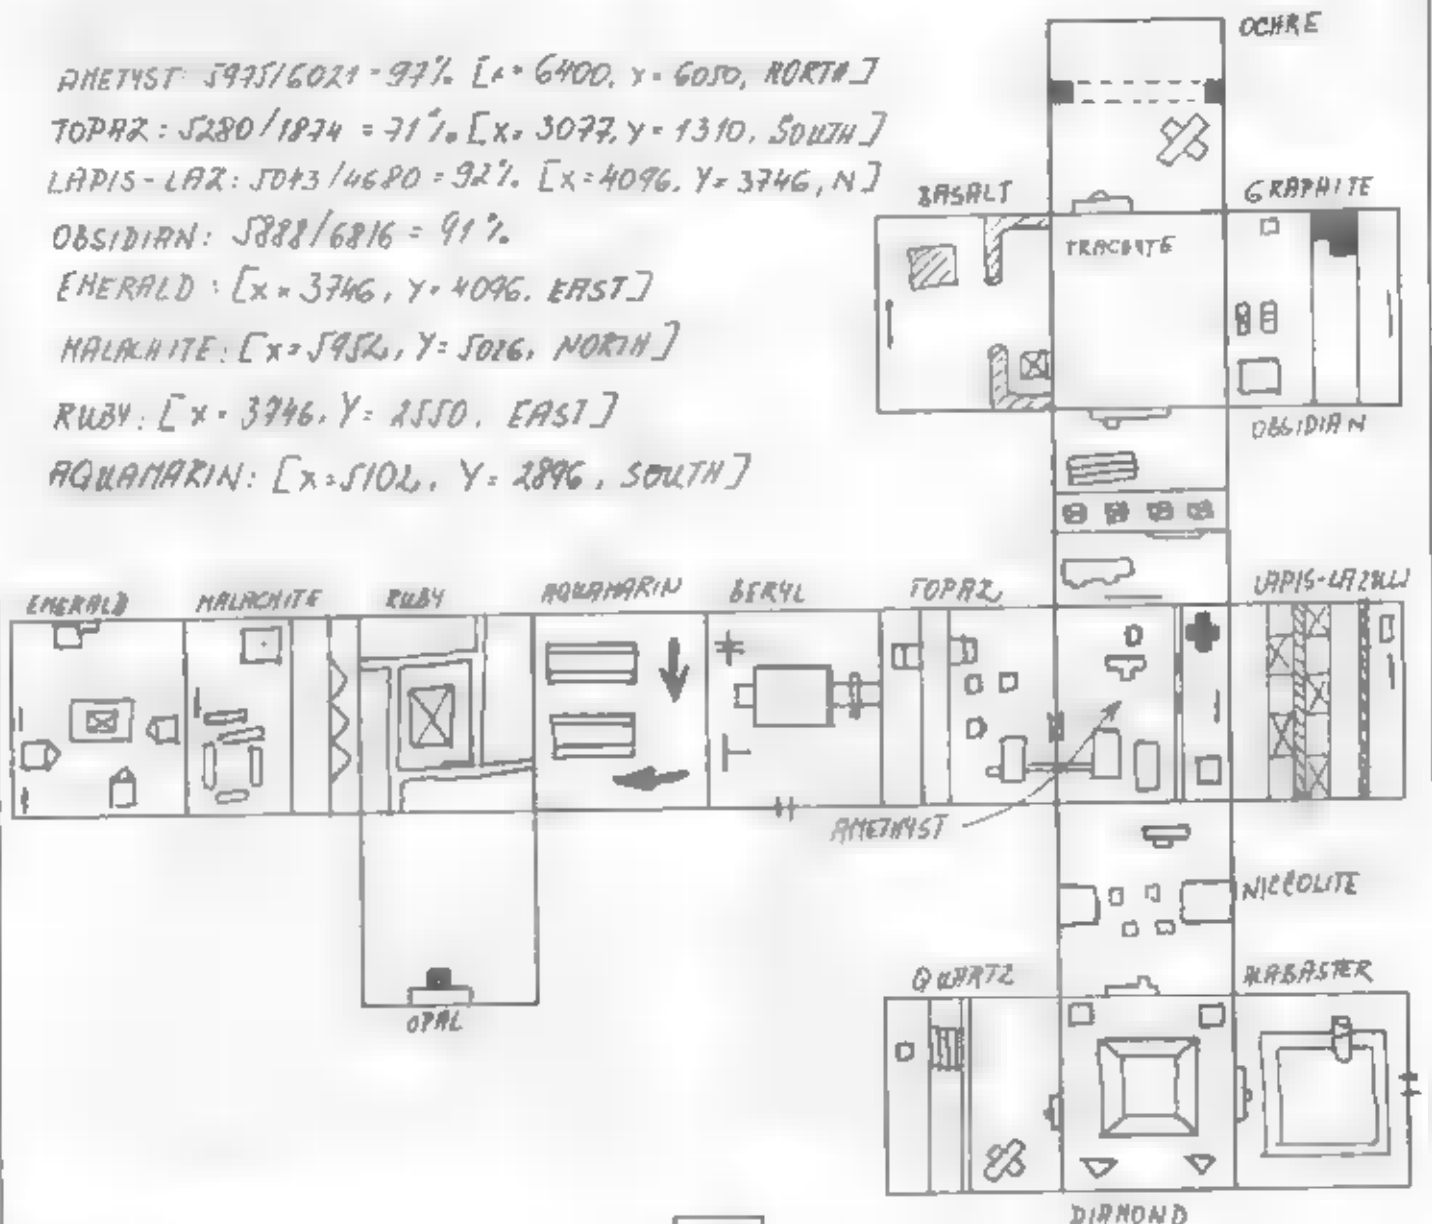 AMETYST: 5975/6021 = 97% [X= 6400, Y= 6050, NORTH]
TOPAZ: 5280/1874 = 71% [X= 3077, Y= 1310, SOUTH]
LAPIS-LAZ: 5043/4680 = 92% [X=4096, Y= 3746, N]
OBSIDIAN: 5888/6816 = 91%
EMERALD: [X= 3746, Y= 4096, EAST]
MALACHITE: [X= 5952, Y= 5026, NORTH]
RUBY: [X= 3746, Y= 2550, EAST]
AQUAMARIN: [X=5102, Y= 2896, SOUTH]
OCHRE
BASALT
GRAPHITE
OBSIDIAN
EMERALD
MALACHITE
RUBY
AQUAMARIN
BERYL
TOPAZ
LAPIS-LAZULI
AMETHYST
NICCOLITE
OPAL
QUARTZ
ALABASTER
DIAMOND